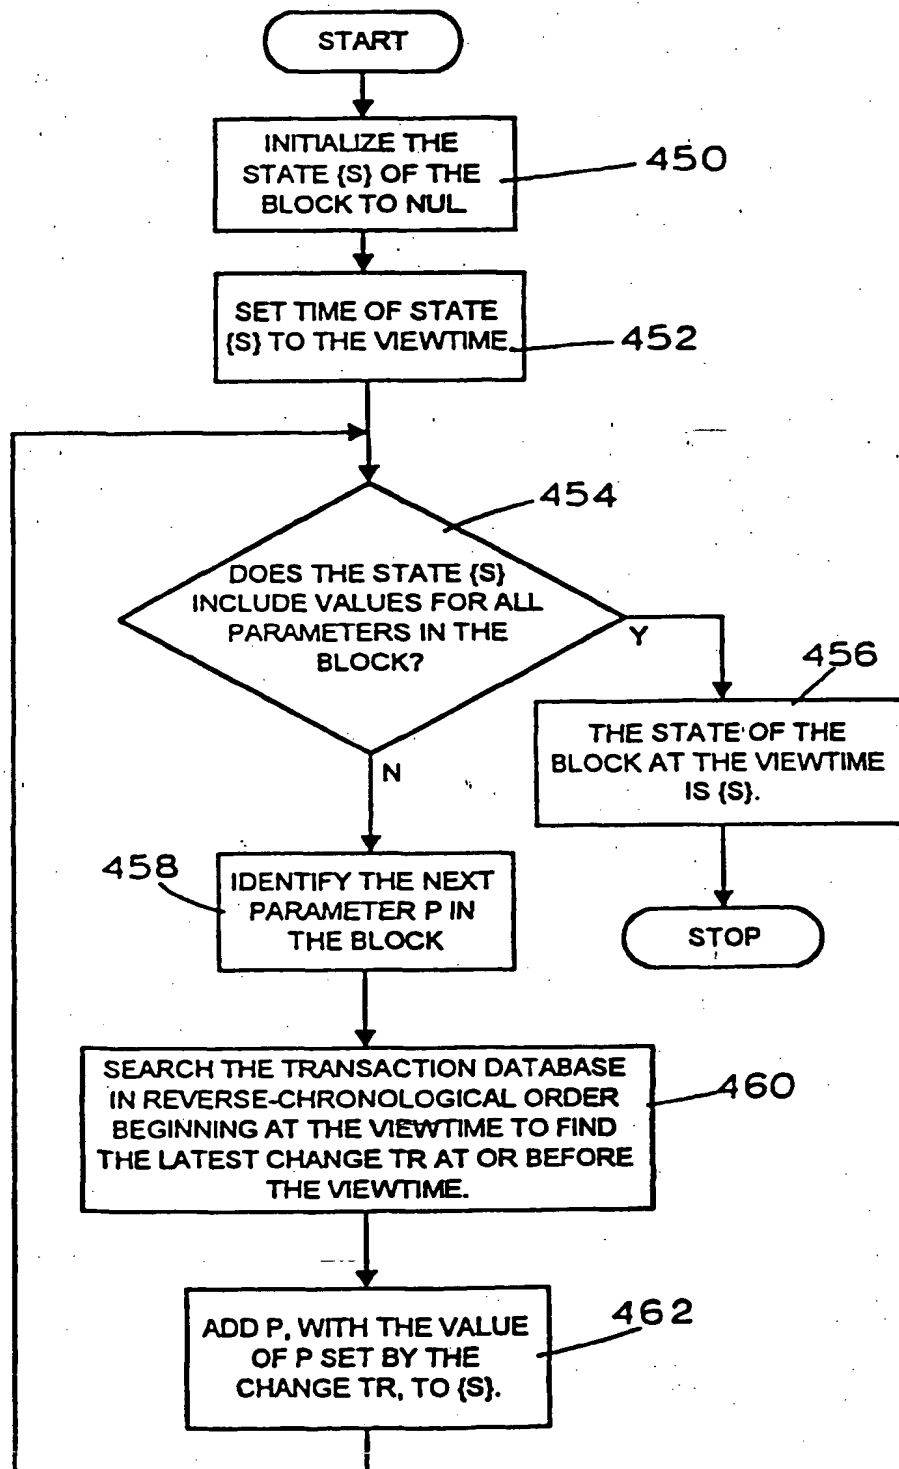 START
INITIALIZE THE
STATE {S} OF THE
BLOCK TO NUL
450
SET TIME OF STATE
{S} TO THE VIEWTIME
452
454
DOES THE STATE {S}
INCLUDE VALUES FOR ALL
PARAMETERS IN THE
BLOCK?
Y
N
456
THE STATE OF THE
BLOCK AT THE VIEWTIME
IS {S}.
STOP
458
IDENTIFY THE NEXT
PARAMETER P IN
THE BLOCK
SEARCH THE TRANSACTION DATABASE
IN REVERSE-CHRONOLOGICAL ORDER
BEGINNING AT THE VIEWTIME TO FIND
THE LATEST CHANGE TR AT OR BEFORE
THE VIEWTIME.
460
ADD P, WITH THE VALUE
OF P SET BY THE
CHANGE TR, TO {S}.
462